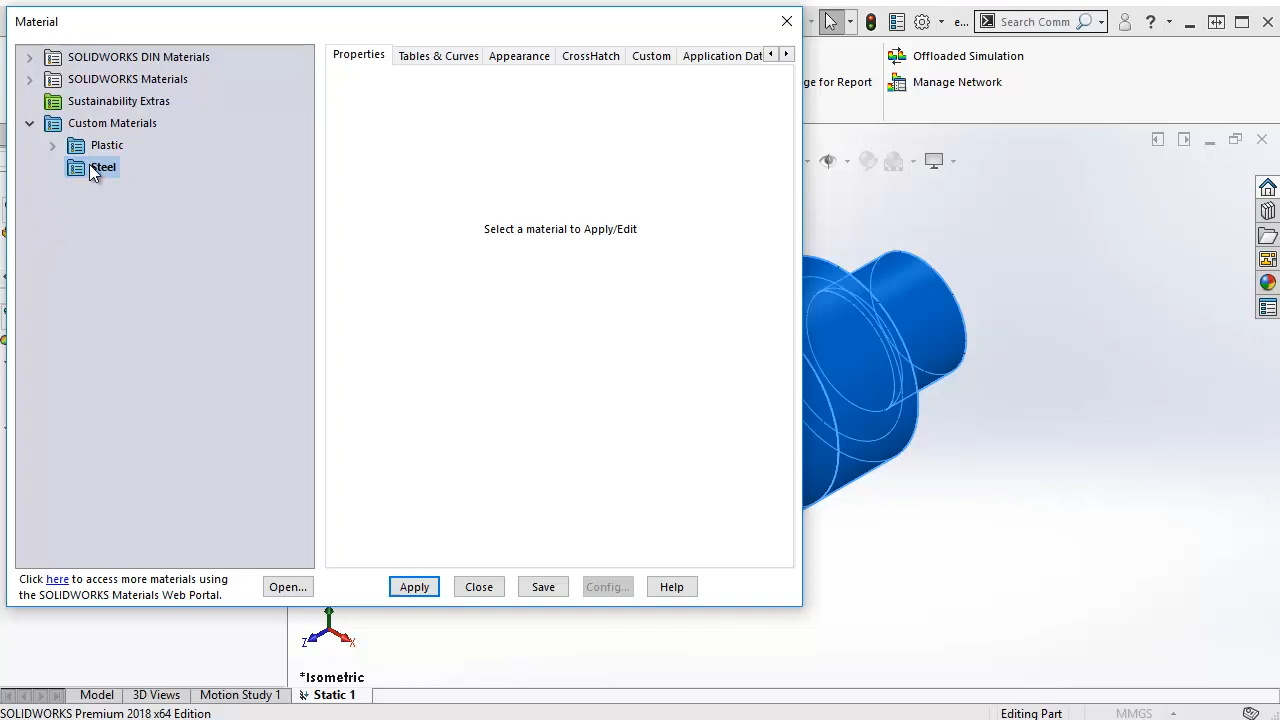 Material
e...
Search Comm
SOLIDWORKS DIN Materials
SOLIDWORKS Materials
Sustainability Extras
Custom Materials
Plastic
Steel
Properties
Tables & Curves
Appearance
CrossHatch
Custom
Application Dat
Select a material to Apply/Edit
ge for Report
Offloaded Simulation
Manage Network
Click here to access more materials using
the SOLIDWORKS Materials Web Portal.
Open...
Apply
Close
Save
Config...
Help
Z
X
*Isometric
Model
3D Views
Motion Study 1
Static 1
SOLIDWORKS Premium 2018 x64 Edition
Editing Part
MMGS